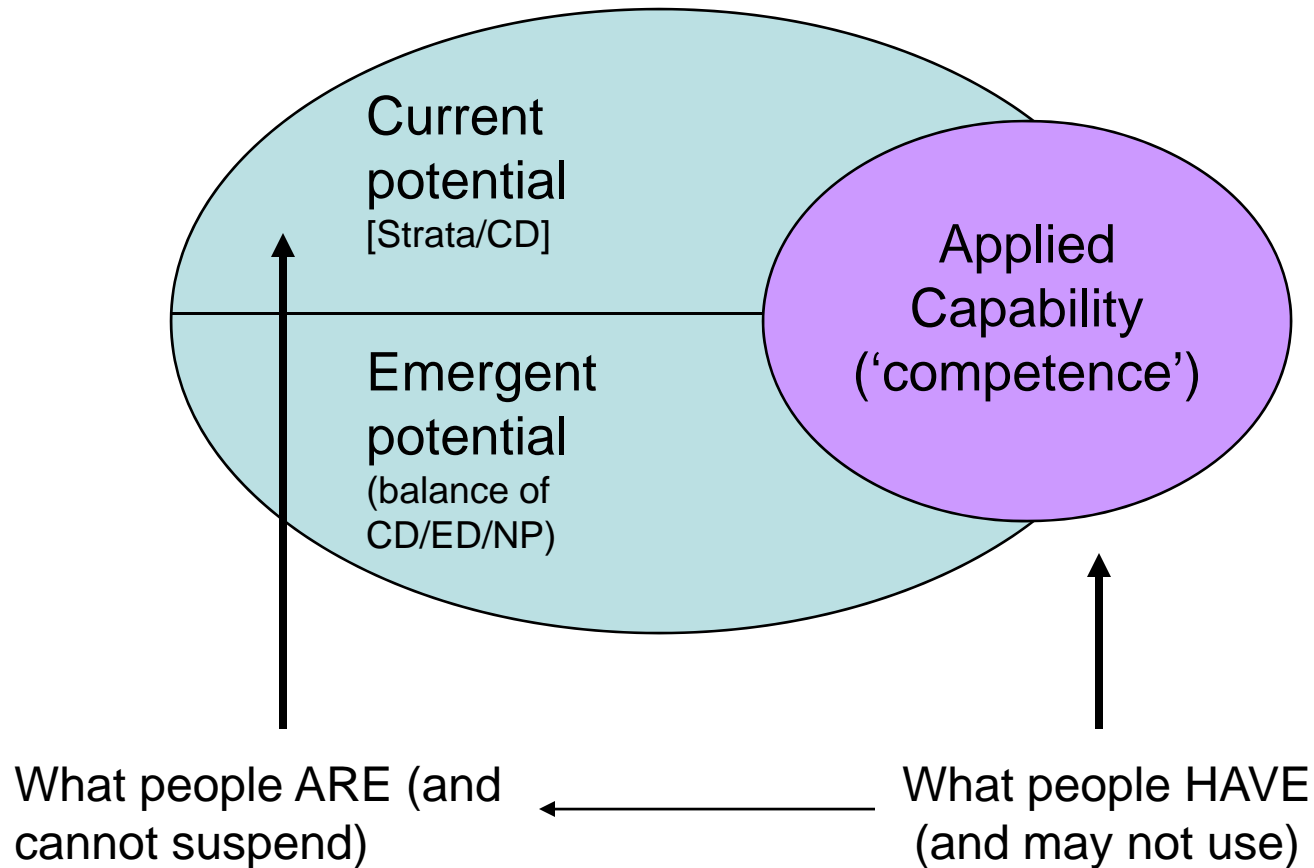 Current
potential
[Strata/CD]
Applied
Capability
(‘competence’)
Emergent
potential
(balance of
CD/ED/NP)
What people ARE (and
cannot suspend)
What people HAVE
(and may not use)